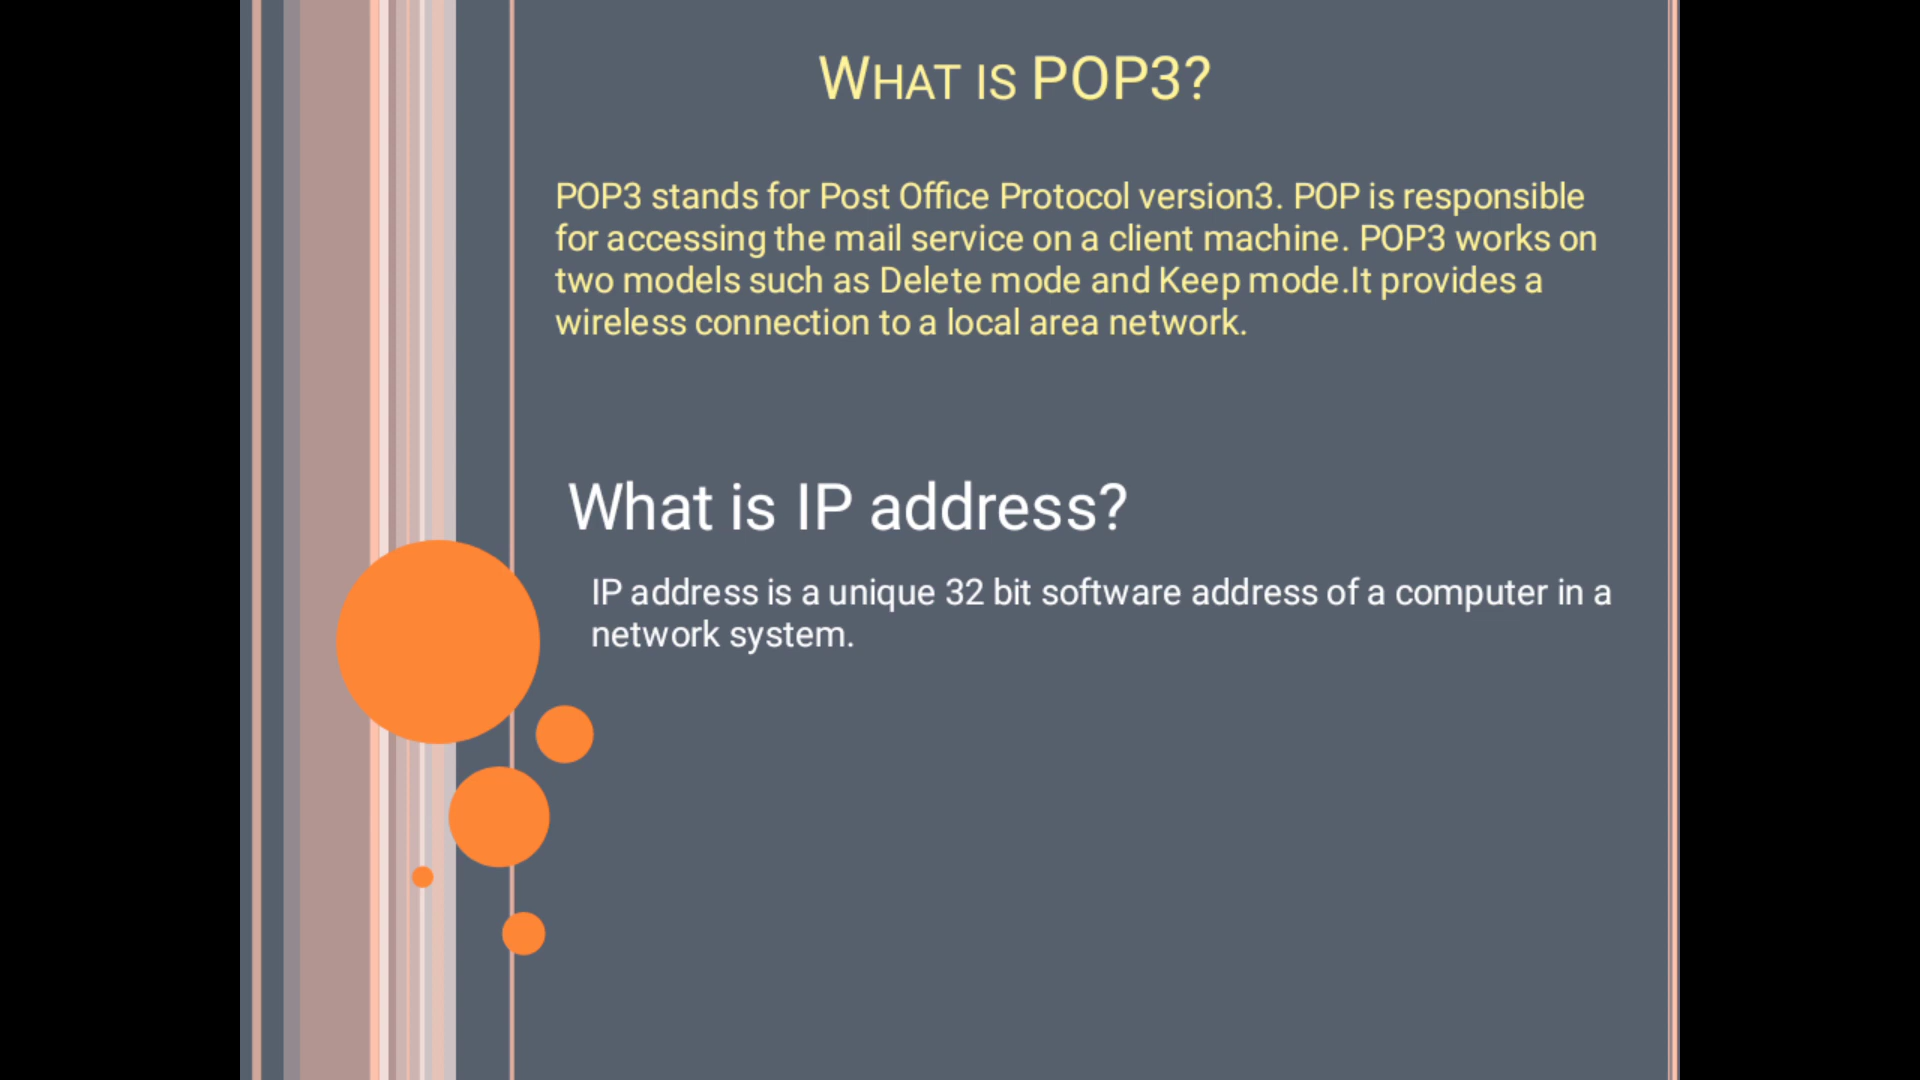 WHAT IS POP3?
POP3 stands for Post Office Protocol version3. POP is responsible
for accessing the mail service on a client machine. POP3 works on
two models such as Delete mode and Keep mode.It provides a
wireless connection to a local area network.
What is IP address?
IP address is a unique 32 bit software address of a computer in a
network system.